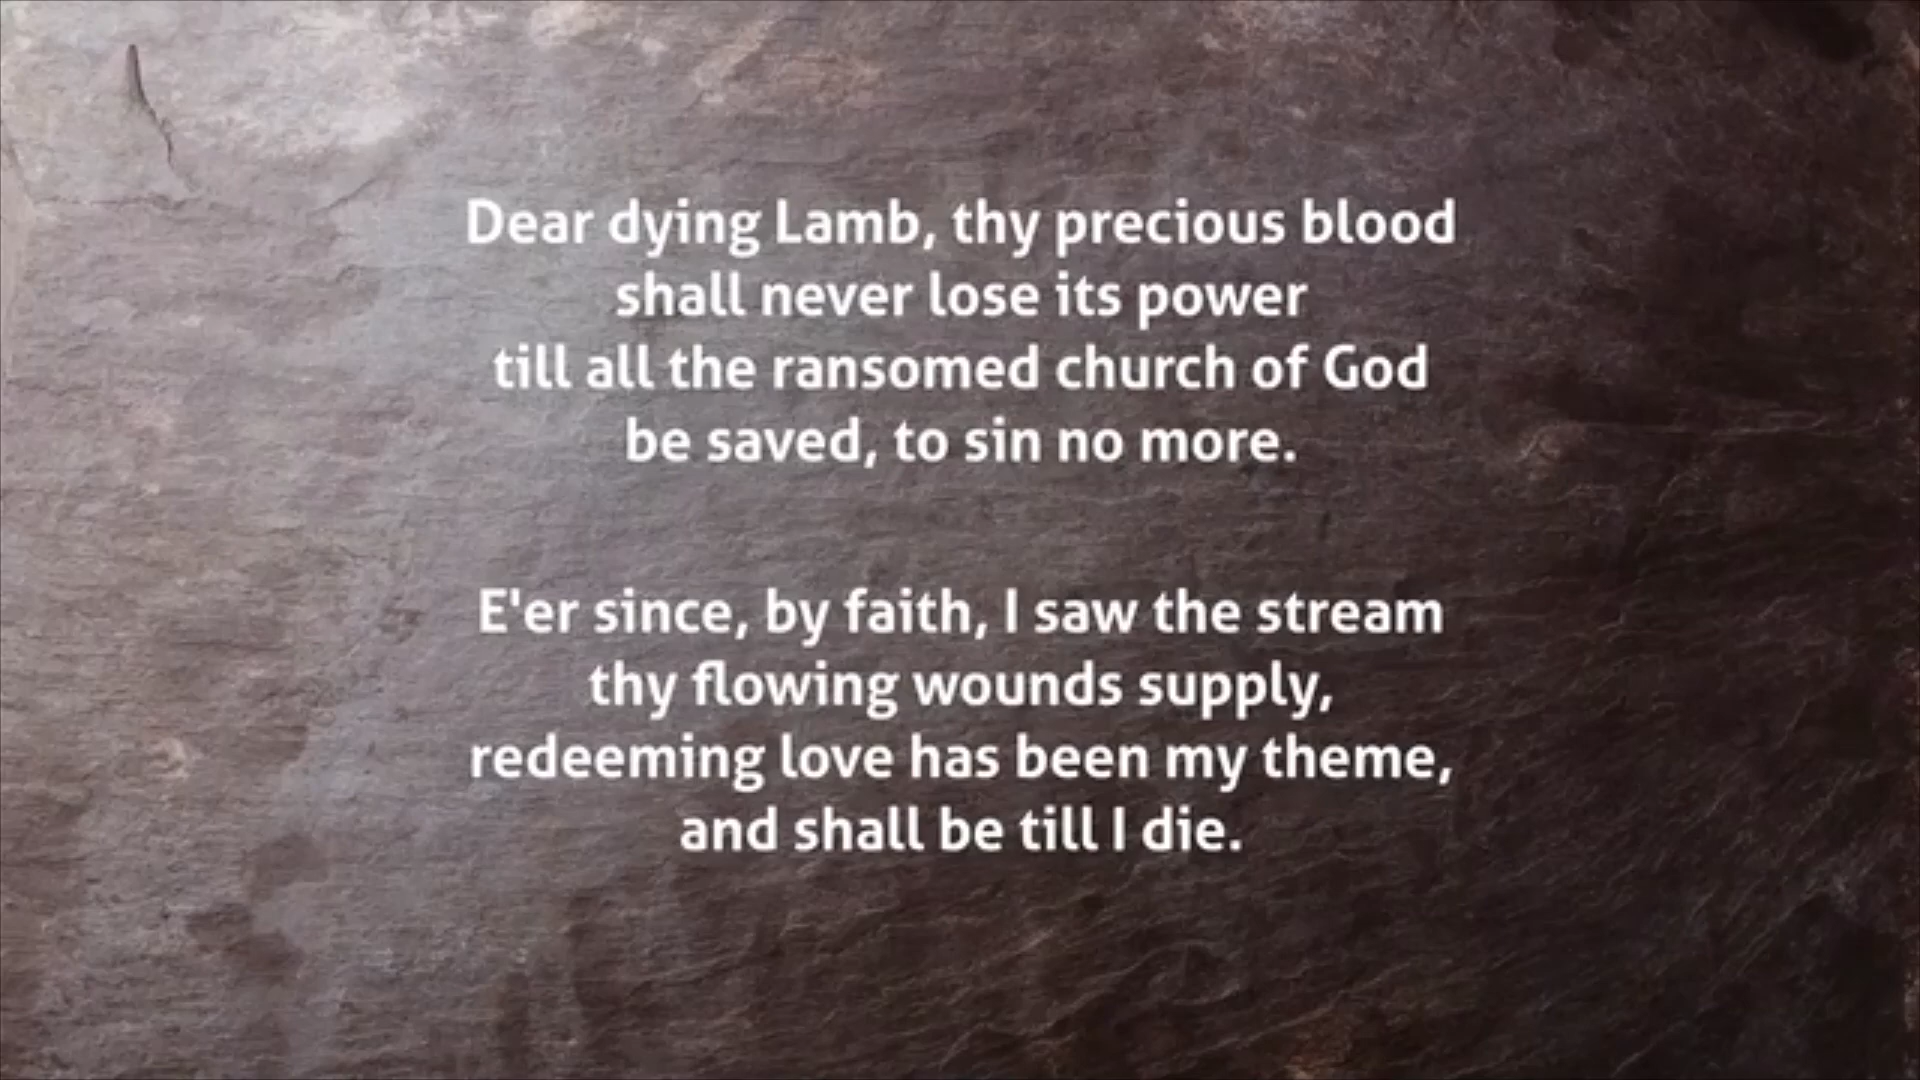 Dear dying Lamb, thy precious blood
shall never lose its power
till all the ransomed church of God
be saved, to sin no more.
E'er since, by faith, I saw the stream
thy flowing wounds supply,
redeeming love has been my theme,
and shall be till I die.